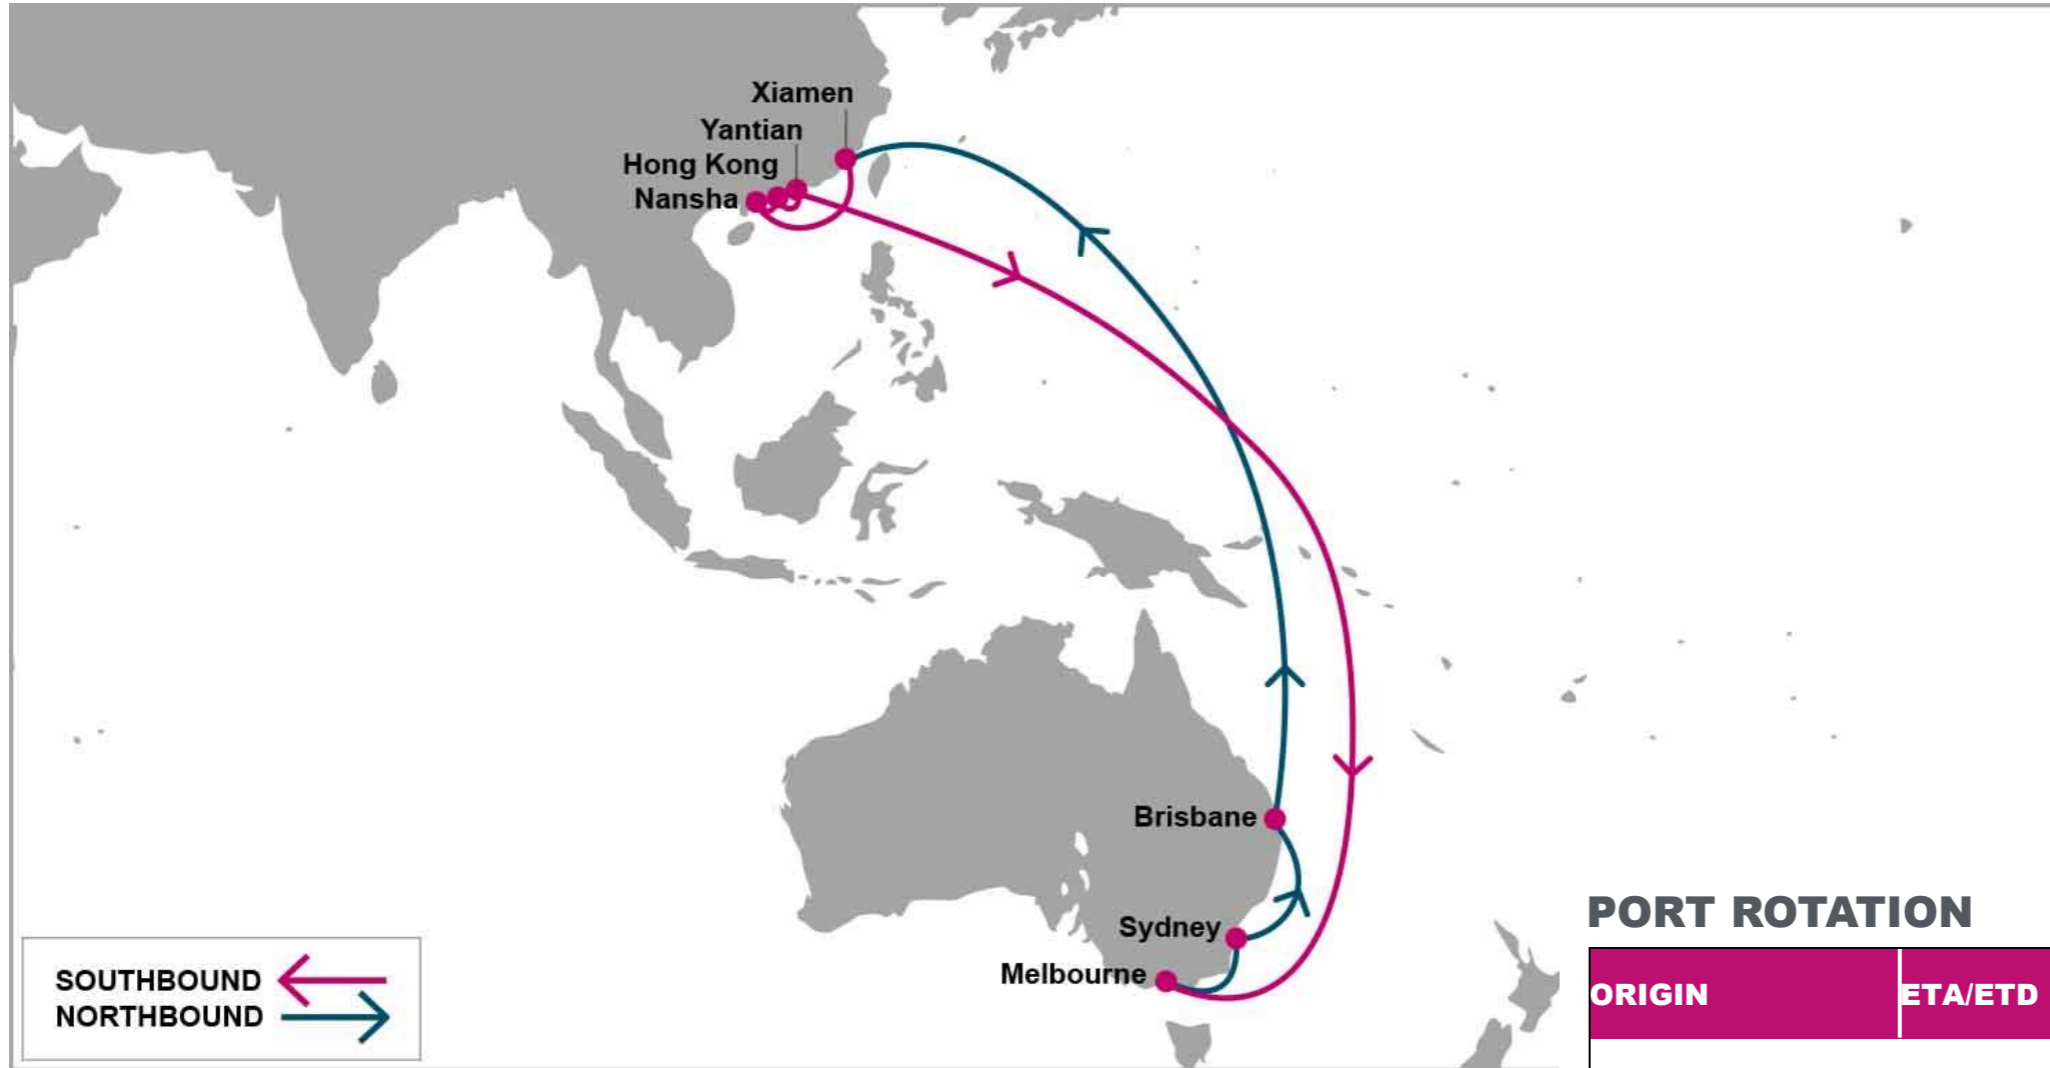 Xiamen
Yantian
Hong Kong
Nansha
Brisbane
Sydney
Melbourne
SOUTHBOUND
NORTHBOUND
PORT ROTATION
ORIGIN ETA/ETD